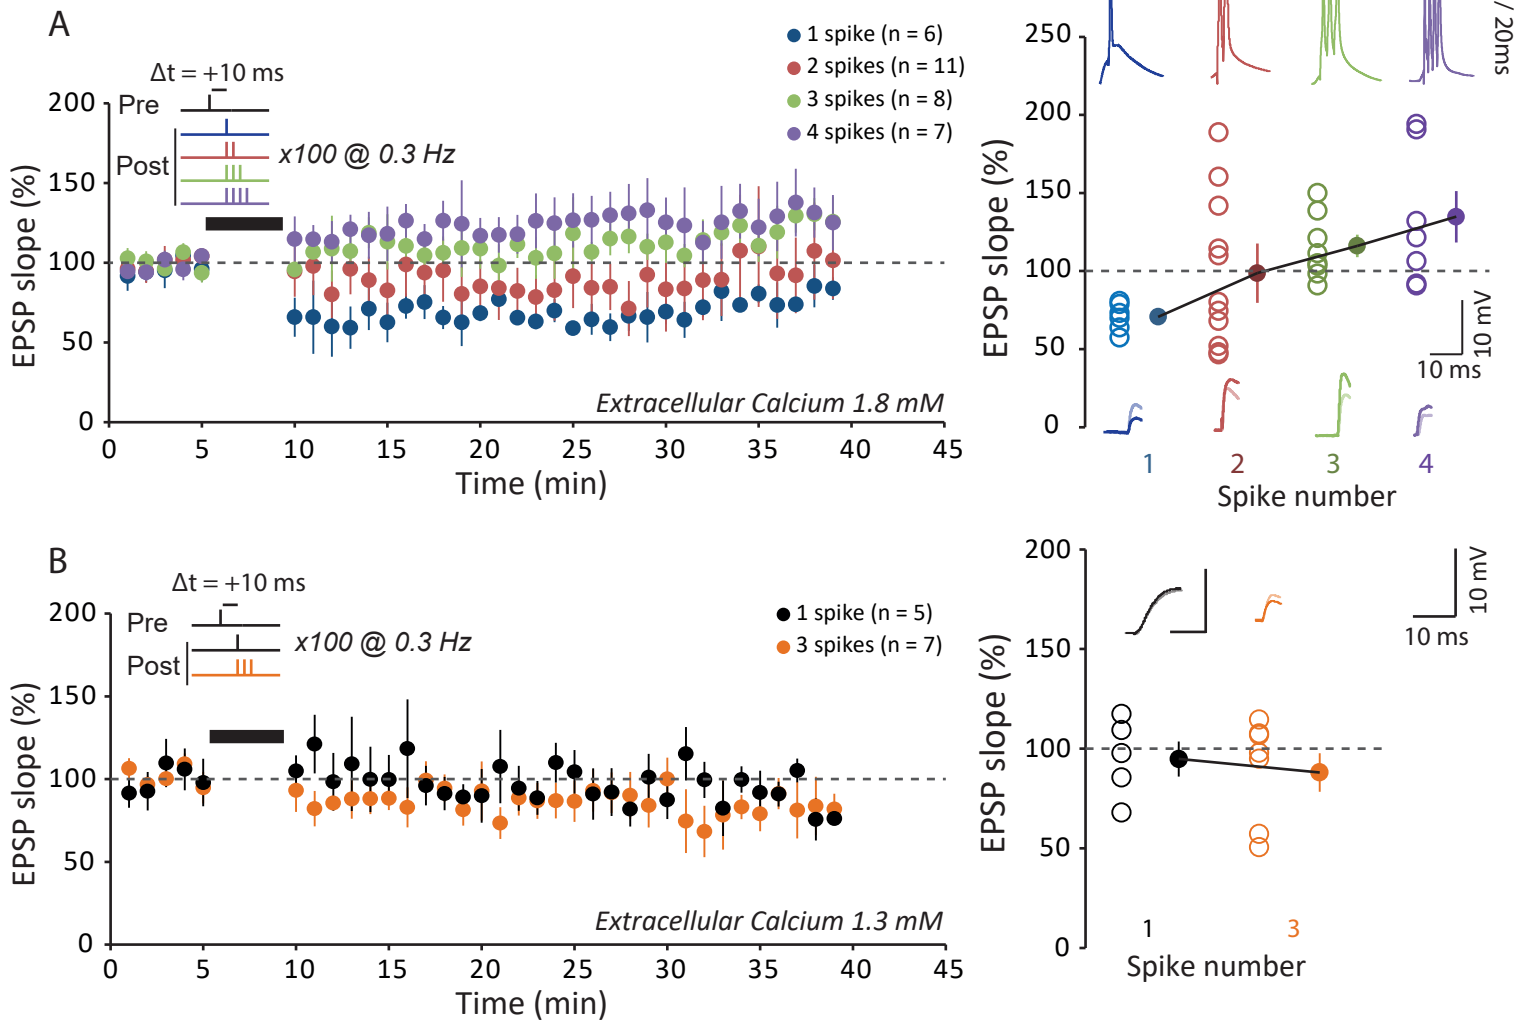 A
Δt = +10 ms
Pre
Post
x100 @ 0.3 Hz
1 spike (n = 6)
2 spikes (n = 11)
3 spikes (n = 8)
4 spikes (n = 7)
EPSP slope (%)
200
150
100
50
0
Extracellular Calcium 1.8 mM
0 5 10 15 20 25 30 35 40 45
Time (min)
/ 20ms
EPSP slope (%)
250
200
150
100
50
0
10 mV
10 ms
1 2 3 4
Spike number
B
Δt = +10 ms
Pre
Post
x100 @ 0.3 Hz
1 spike (n = 5)
3 spikes (n = 7)
EPSP slope (%)
200
150
100
50
0
Extracellular Calcium 1.3 mM
0 5 10 15 20 25 30 35 40 45
Time (min)
EPSP slope (%)
200
150
100
50
0
10 mV
10 ms
1 3
Spike number